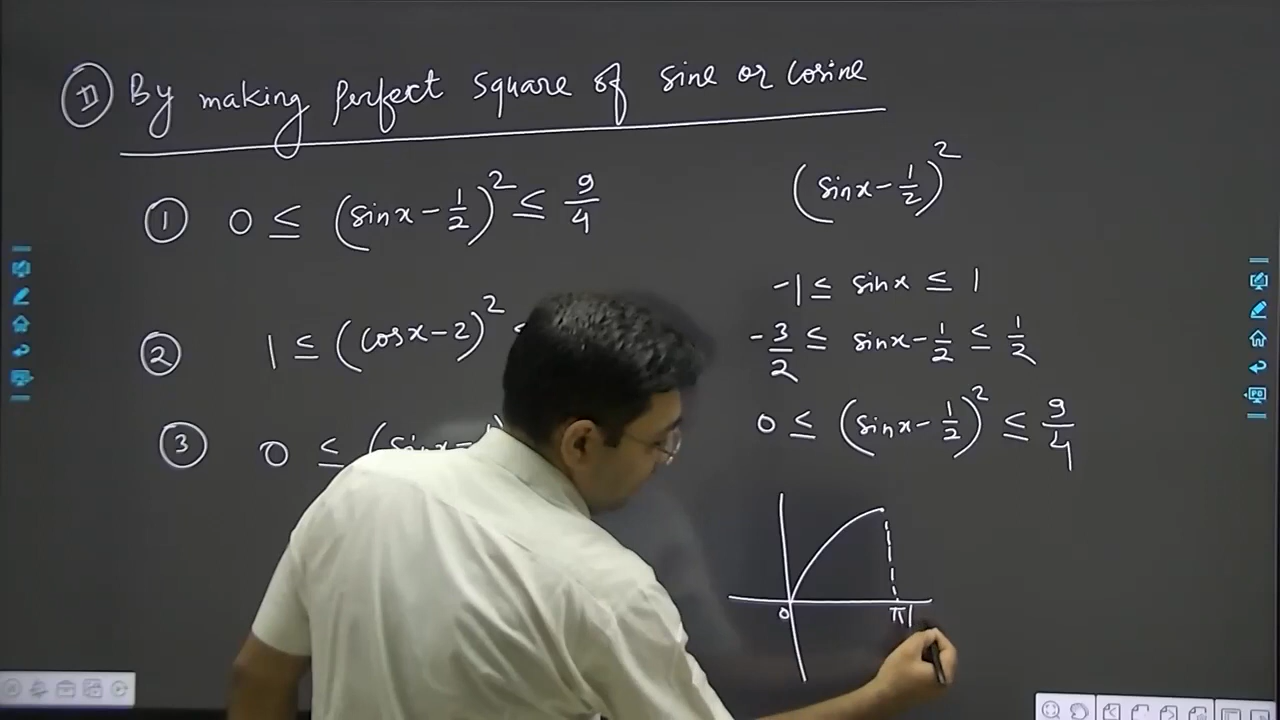 D By making Perfect Square of sine or Cosine
① 0 ≤ (sinx - 1/2)² ≤ 9/4
② 1 ≤ (cosx - 2)² ≤
③ 0 ≤ (sinx -
(sinx - 1/2)²
-1 ≤ sinx ≤ 1
-3/2 ≤ sinx - 1/2 ≤ 1/2
0 ≤ (sinx - 1/2)² ≤ 9/4
0 π/